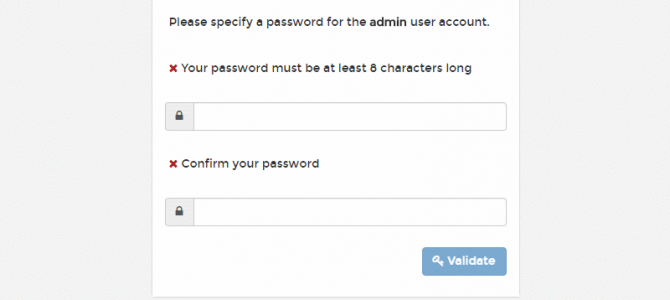 Please specify a password for the admin user account.
Your password must be at least 8 characters long
Confirm your password
Validate